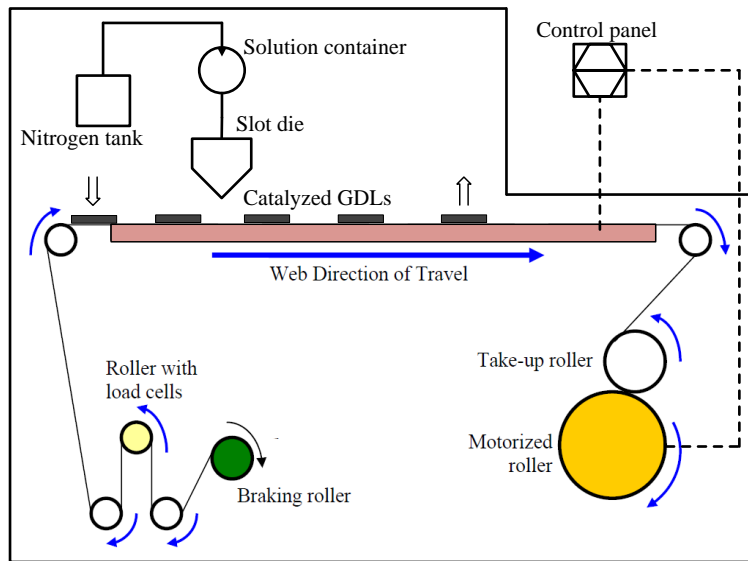 Solution container
Control panel
Nitrogen tank
Slot die
Catalyzed GDLs
Web Direction of Travel
Roller with
load cells
Take-up roller
Motorized
roller
Braking roller